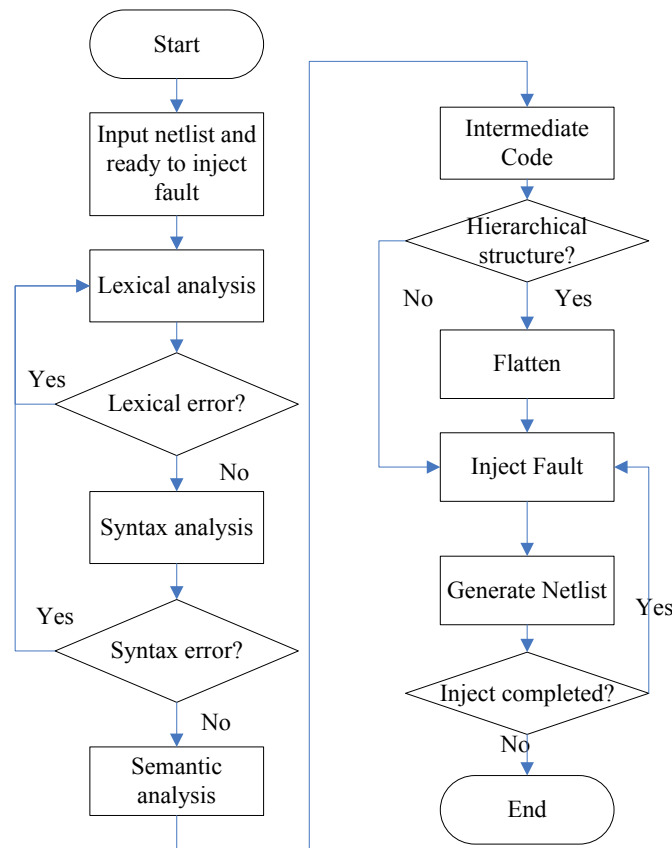 Start
Input netlist and
ready to inject
fault
Lexical analysis
Yes
Lexical error?
No
Syntax analysis
Yes
Syntax error?
No
Semantic
analysis
Intermediate
Code
Hierarchical
structure?
No
Yes
Flatten
Inject Fault
Generate Netlist
Yes
Inject completed?
No
End